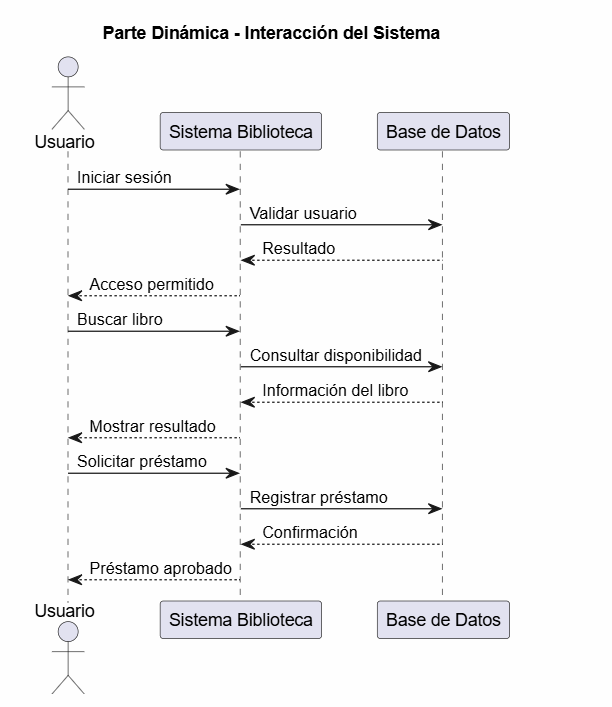 Parte Dinámica - Interacción del Sistema
Usuario
Sistema Biblioteca
Base de Datos
Iniciar sesión
Validar usuario
Resultado
Acceso permitido
Buscar libro
Consultar disponibilidad
Información del libro
Mostrar resultado
Solicitar préstamo
Registrar préstamo
Confirmación
Préstamo aprobado
Usuario
Sistema Biblioteca
Base de Datos